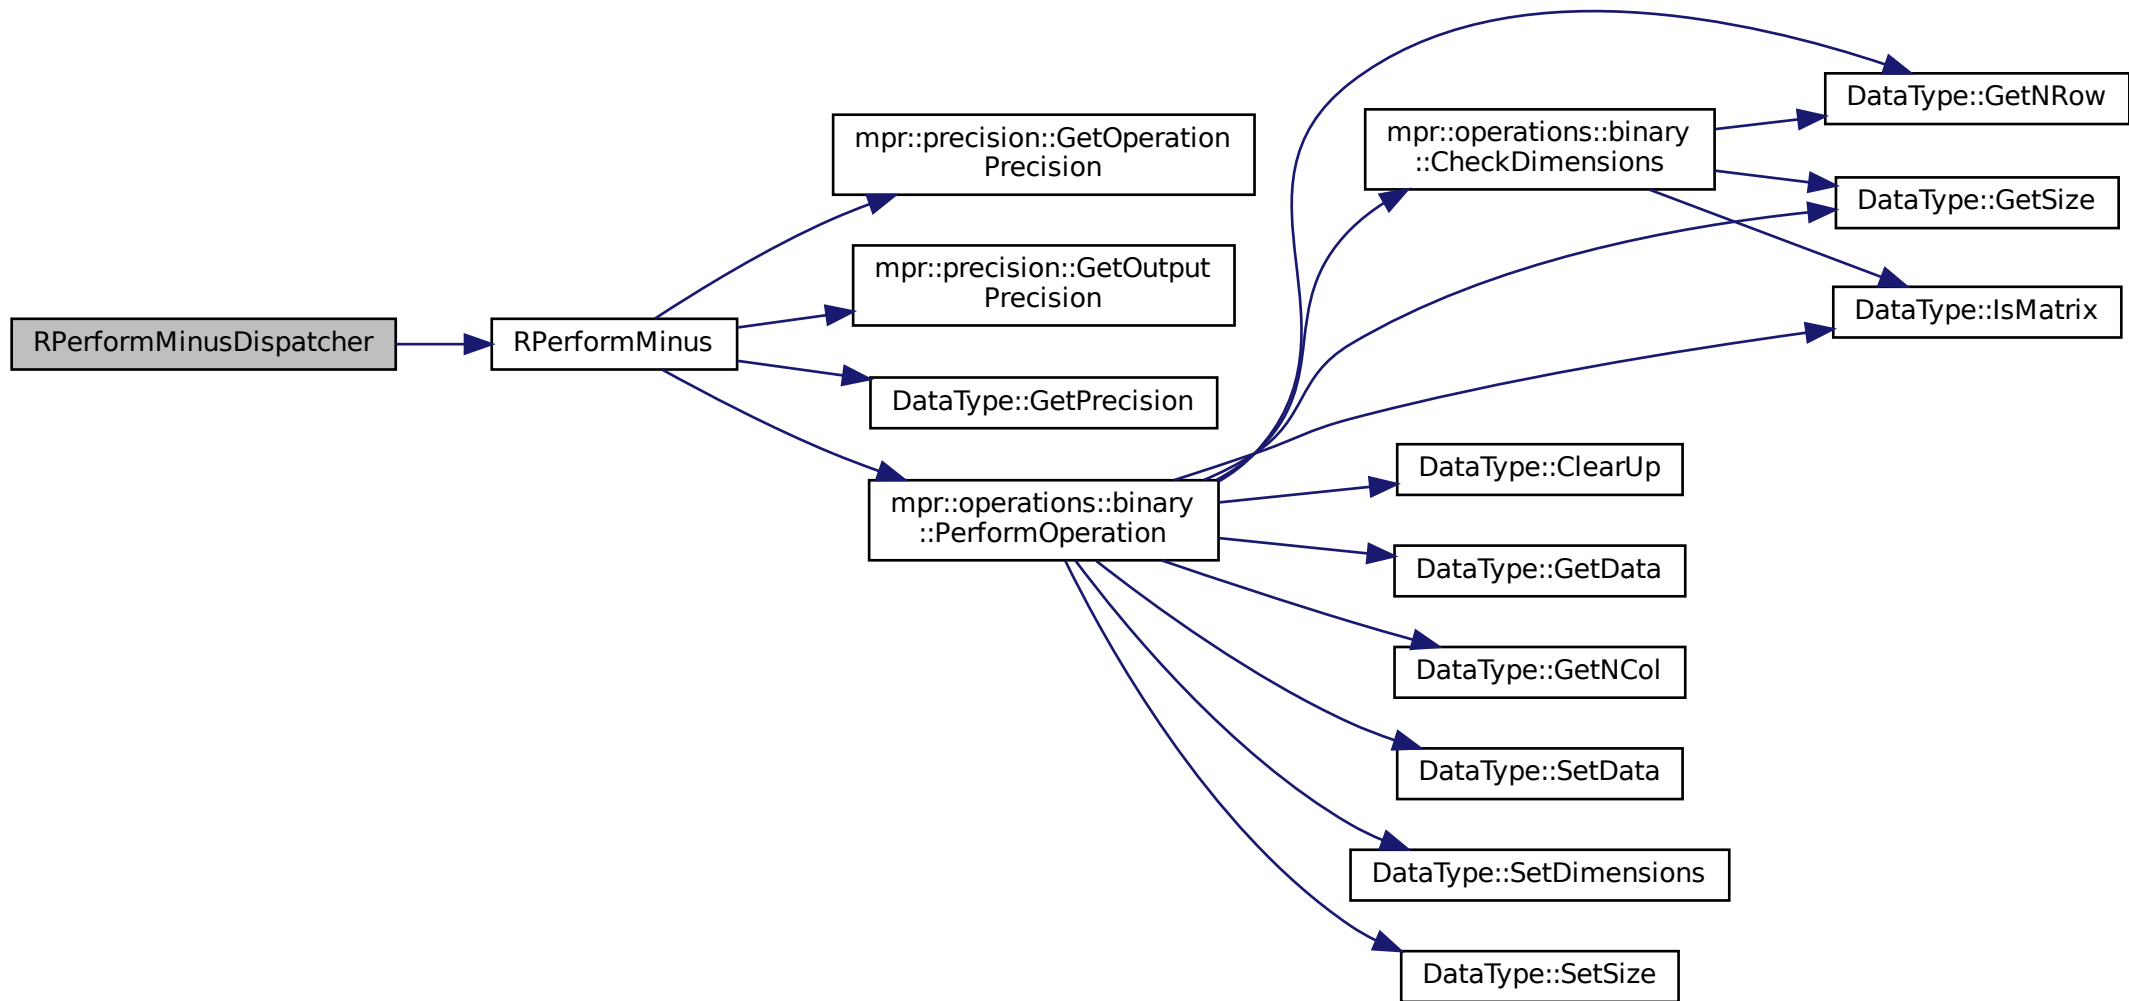 RPerformMinusDispatcher
RPerformMinus
mpr::precision::GetOperation
Precision
mpr::precision::GetOutput
Precision
DataType::GetPrecision
mpr::operations::binary
::PerformOperation
mpr::operations::binary
::CheckDimensions
DataType::GetNRow
DataType::GetSize
DataType::IsMatrix
DataType::ClearUp
DataType::GetData
DataType::GetNCol
DataType::SetData
DataType::SetDimensions
DataType::SetSize